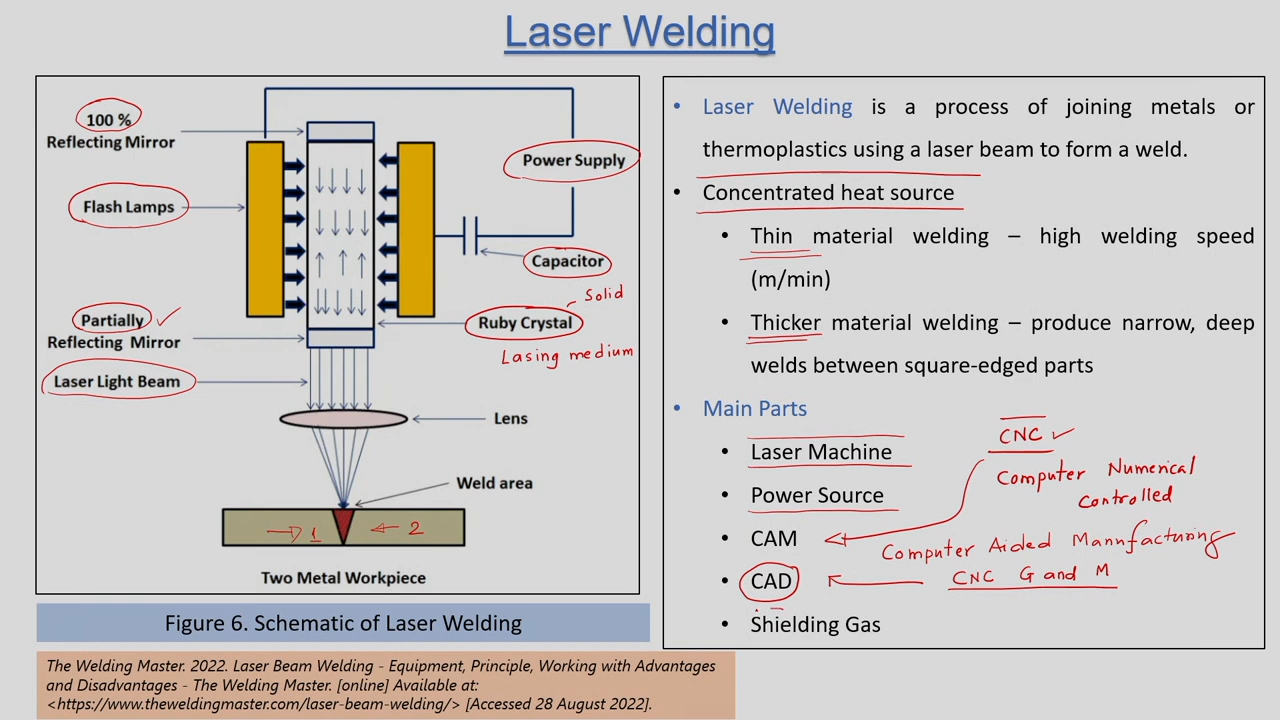 Laser Welding
100 %
Reflecting Mirror
Flash Lamps
Power Supply
Capacitor
Solid
Partially
Reflecting Mirror
Ruby Crystal
Lasing medium
Laser Light Beam
Lens
Weld area
1
2
Two Metal Workpiece
Figure 6. Schematic of Laser Welding
The Welding Master. 2022. Laser Beam Welding - Equipment, Principle, Working with Advantages
and Disadvantages - The Welding Master. [online] Available at:
<https://www.theweldingmaster.com/laser-beam-welding/> [Accessed 28 August 2022].
• Laser Welding is a process of joining metals or
thermoplastics using a laser beam to form a weld.
• Concentrated heat source
• Thin material welding – high welding speed
(m/min)
• Thicker material welding – produce narrow, deep
welds between square-edged parts
• Main Parts
• Laser Machine
• Power Source
• CAM
• CAD
• Shielding Gas
CNC
Computer Numerical
Controlled
Computer Aided Manufacturing
CNC G and M